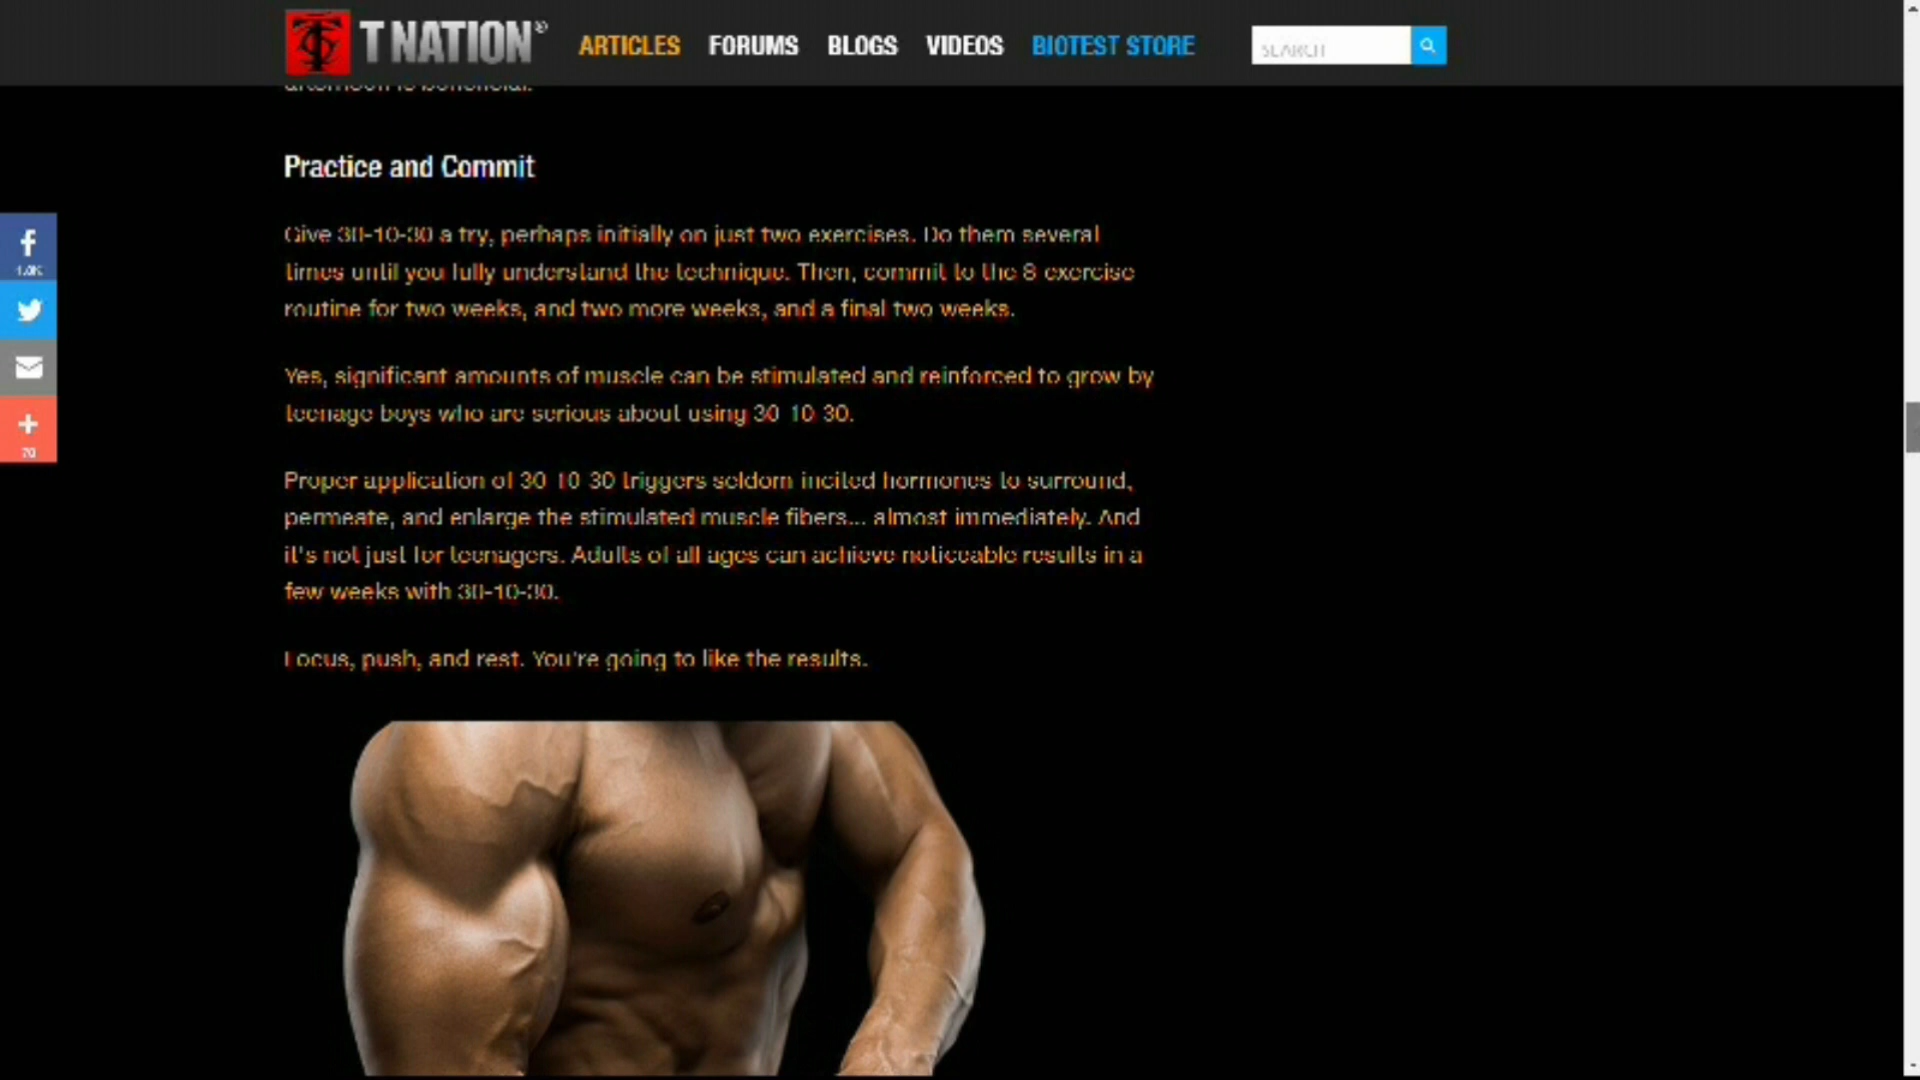 T NATION®
ARTICLES FORUMS BLOGS VIDEOS BIOTEST STORE
SEARCH
afternoon is beneficial.
Practice and Commit
Give 30-10-30 a try, perhaps initially on just two exercises. Do them several
times until you fully understand the technique. Then, commit to the 8 exercise
routine for two weeks, and two more weeks, and a final two weeks.
Yes, significant amounts of muscle can be stimulated and reinforced to grow by
teenage boys who are serious about using 30 10 30.
Proper application of 30 10 30 triggers seldom incited hormones to surround,
permeate, and enlarge the stimulated muscle fibers... almost immediately. And
it's not just for teenagers. Adults of all ages can achieve noticeable results in a
few weeks with 30-10-30.
Focus, push, and rest. You're going to like the results.
70